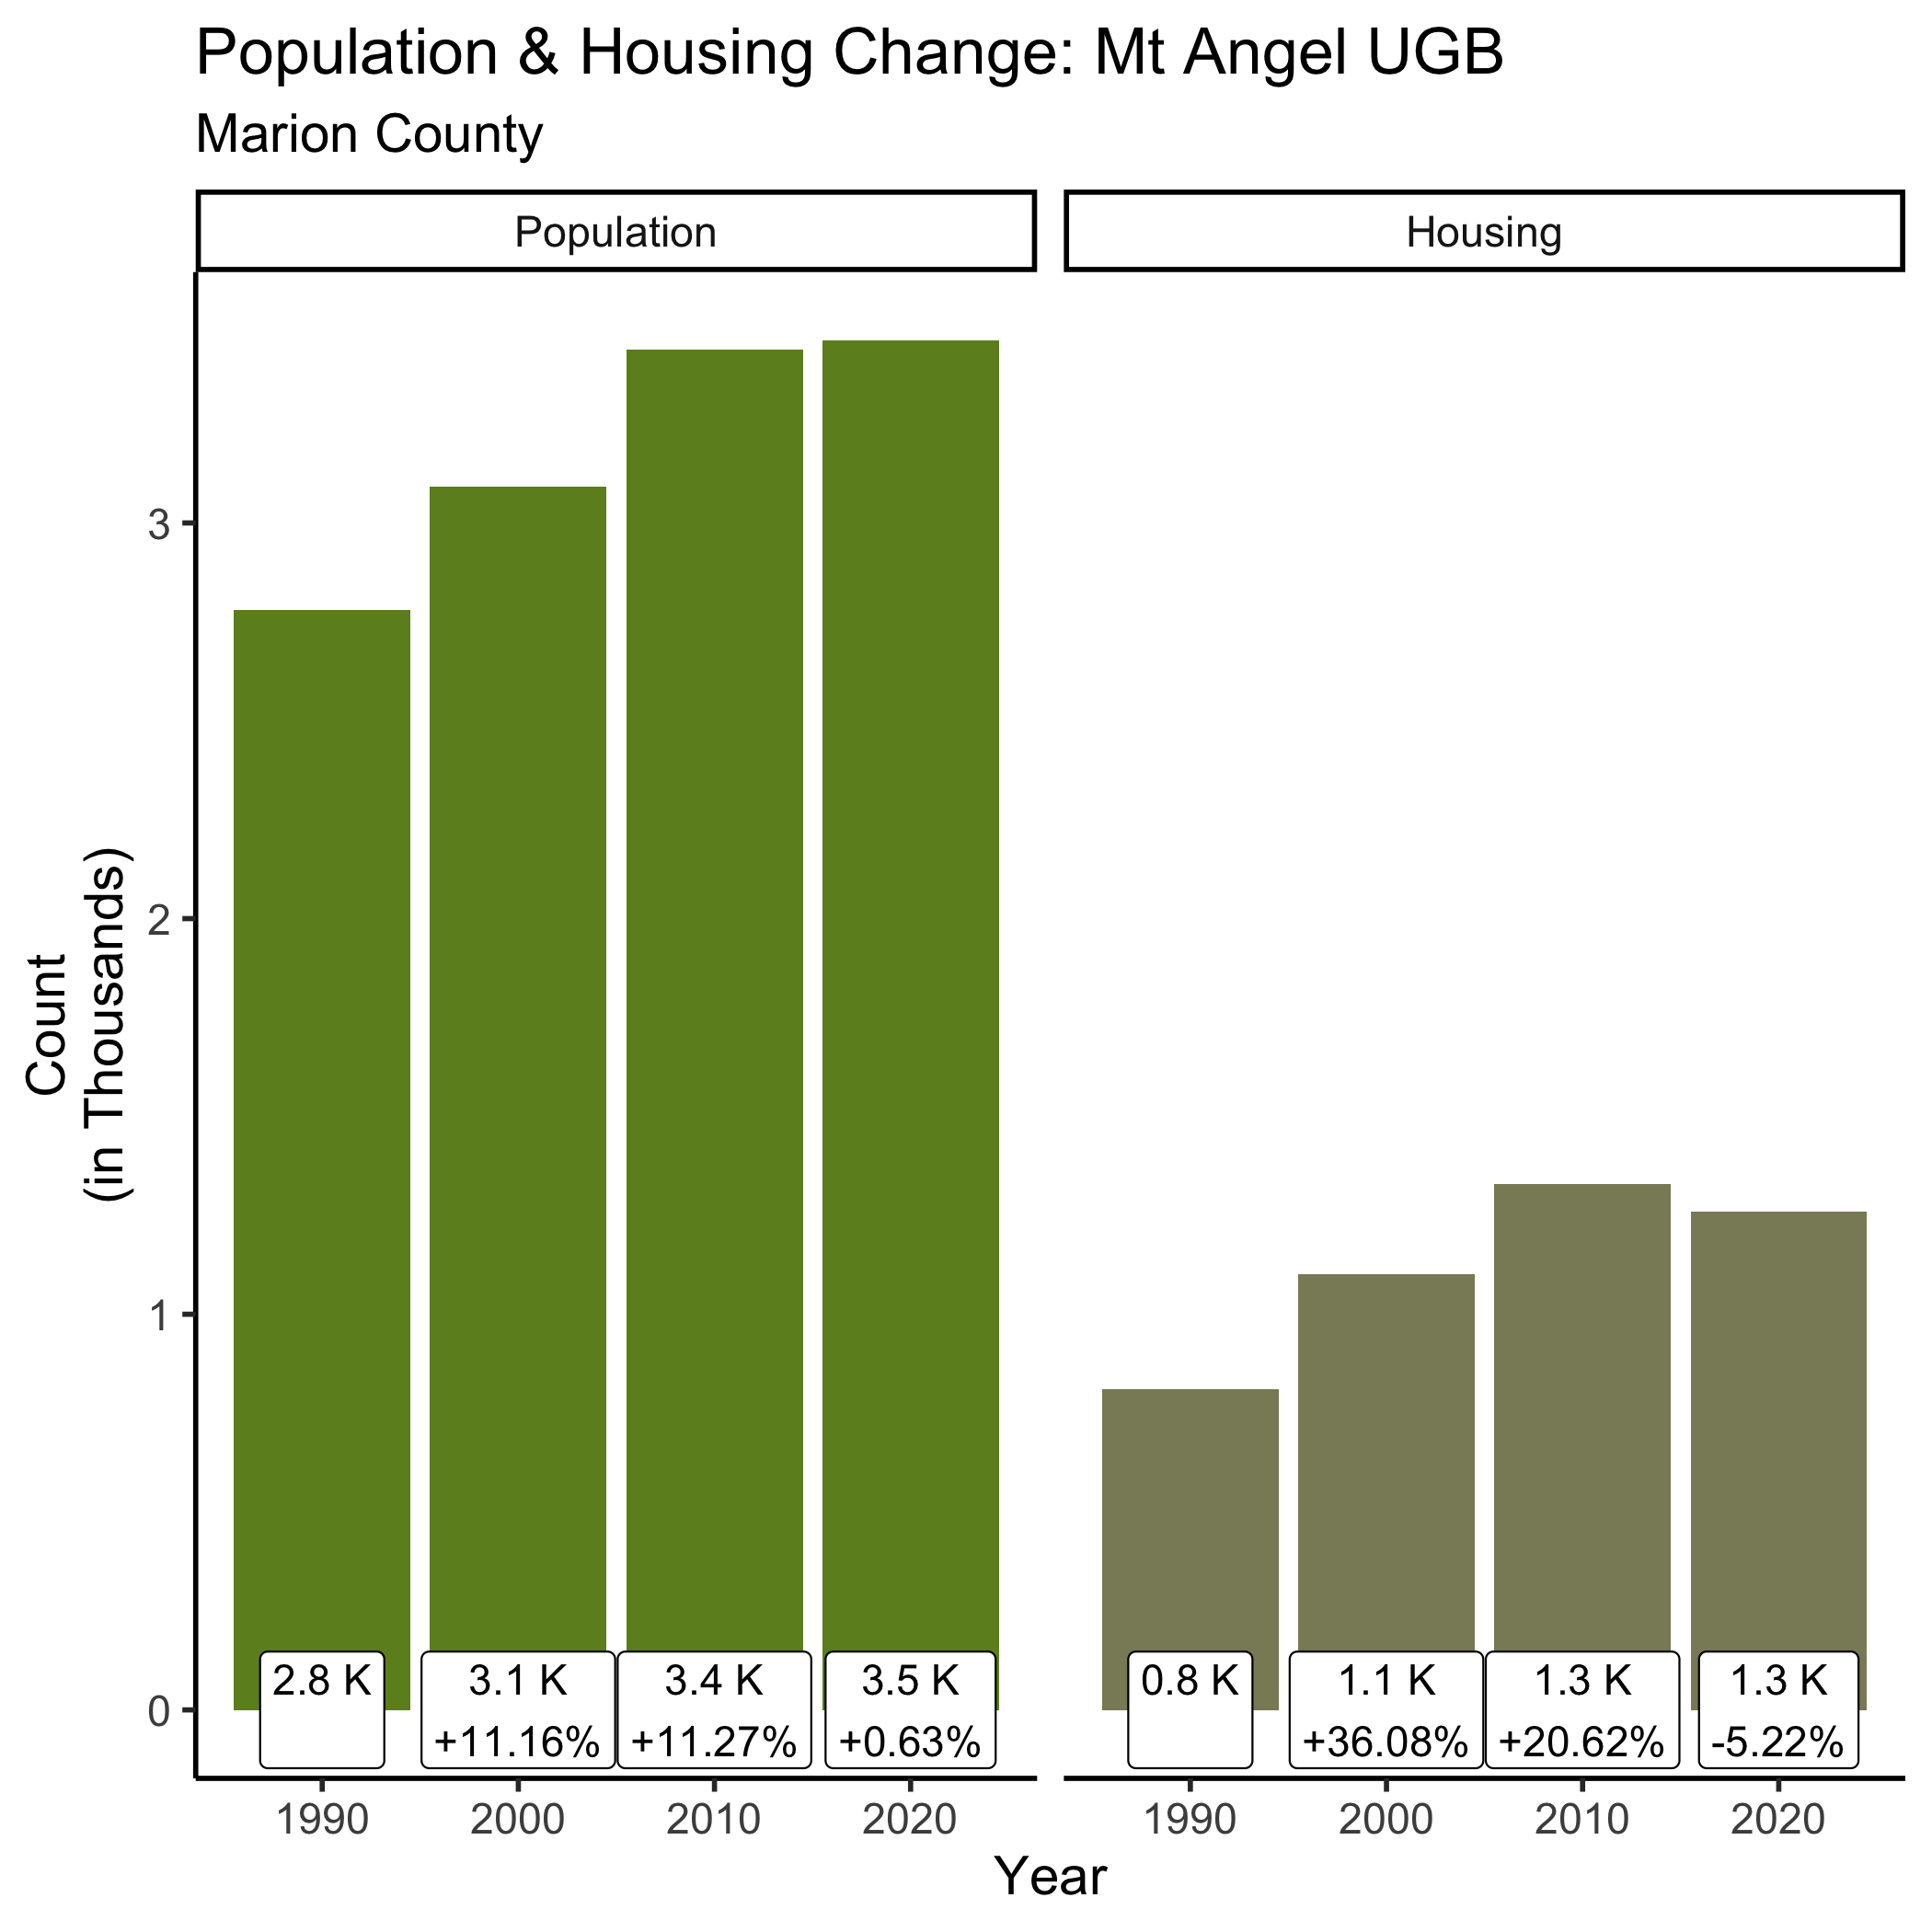 Population & Housing Change: Mt Angel UGB
Marion County
Population
Housing
Count
(in Thousands)
3
2
1
0
2.8 K
3.1 K
+11.16%
3.4 K
+11.27%
3.5 K
+0.63%
0.8 K
1.1 K
+36.08%
1.3 K
+20.62%
1.3 K
-5.22%
1990
2000
2010
2020
1990
2000
2010
2020
Year